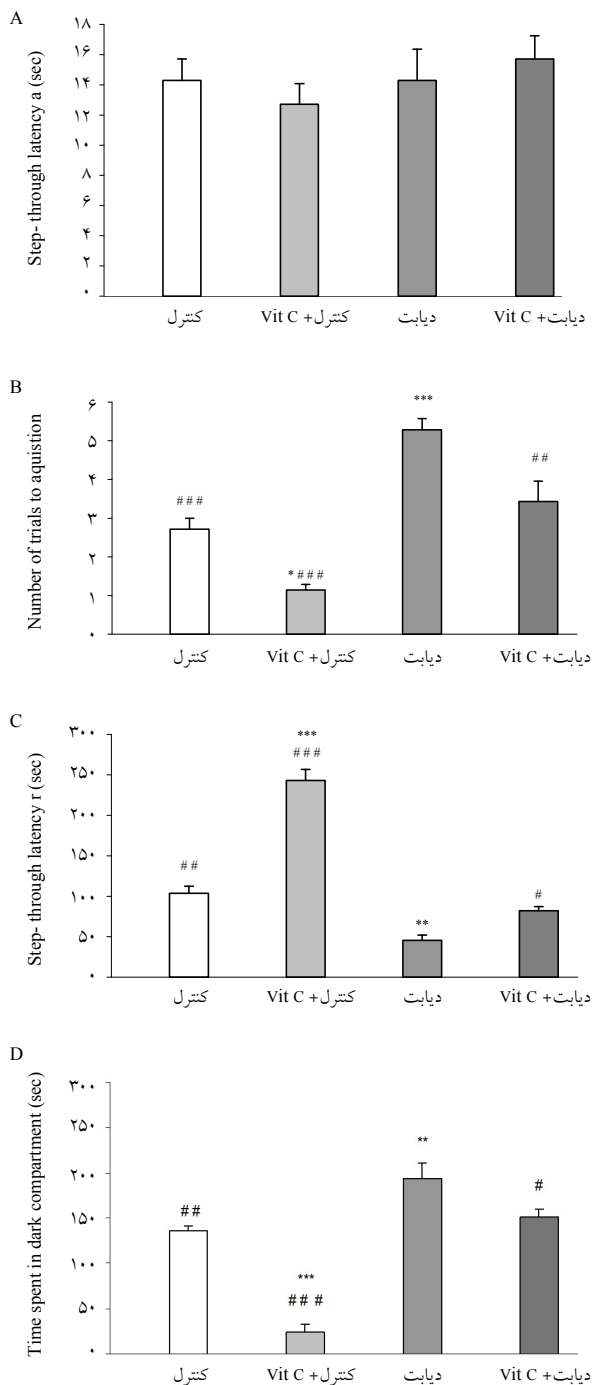 A
Step- through latency a (sec)
۱۸
۱۶
۱۴
۱۲
۱۰
۸
۶
۴
۲
۰
کنترل
Vit C +کنترل
دیابت
Vit C +دیابت
B
Number of trials to aquistion
۶
۵
۴
۳
۲
۱
۰
###
*###
***
##
کنترل
Vit C +کنترل
دیابت
Vit C +دیابت
C
Step- through latency r (sec)
۳۰۰
۲۵۰
۲۰۰
۱۵۰
۱۰۰
۵۰
۰
##
***
###
**
#
کنترل
Vit C +کنترل
دیابت
Vit C +دیابت
D
Time spent in dark compartment (sec)
۳۰۰
۲۵۰
۲۰۰
۱۵۰
۱۰۰
۵۰
۰
##
***
## #
**
#
کنترل
Vit C +کنترل
دیابت
Vit C +دیابت